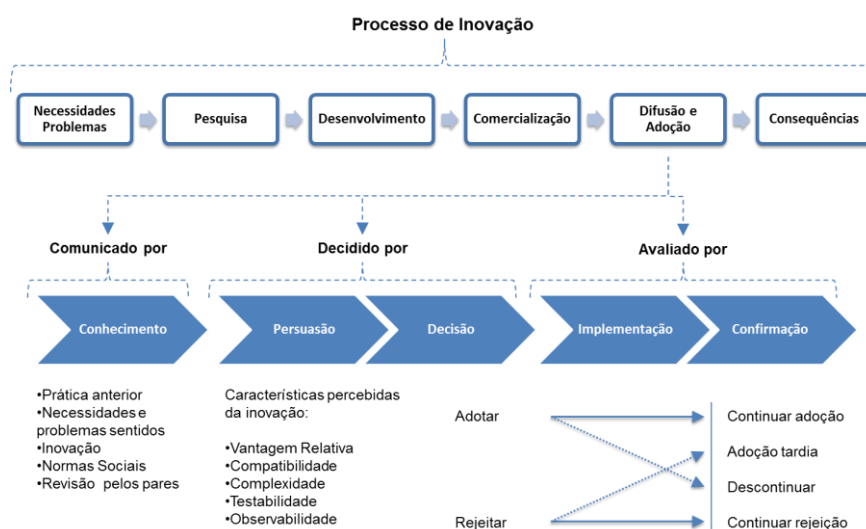 Processo de Inovação
Necessidades
Problemas
Pesquisa
Desenvolvimento
Comercialização
Difusão e
Adoção
Consequências
Comunicado por
Decidido por
Avaliado por
Conhecimento
Persuasão
Decisão
Implementação
Confirmação
•Prática anterior
•Necessidades e
problemas sentidos
•Inovação
•Normas Sociais
•Revisão pelos pares
Características percebidas
da inovação:
•Vantagem Relativa
•Compatibilidade
•Complexidade
•Testabilidade
•Observabilidade
Adotar
Rejeitar
Continuar adoção
Adoção tardia
Descontinuar
Continuar rejeição